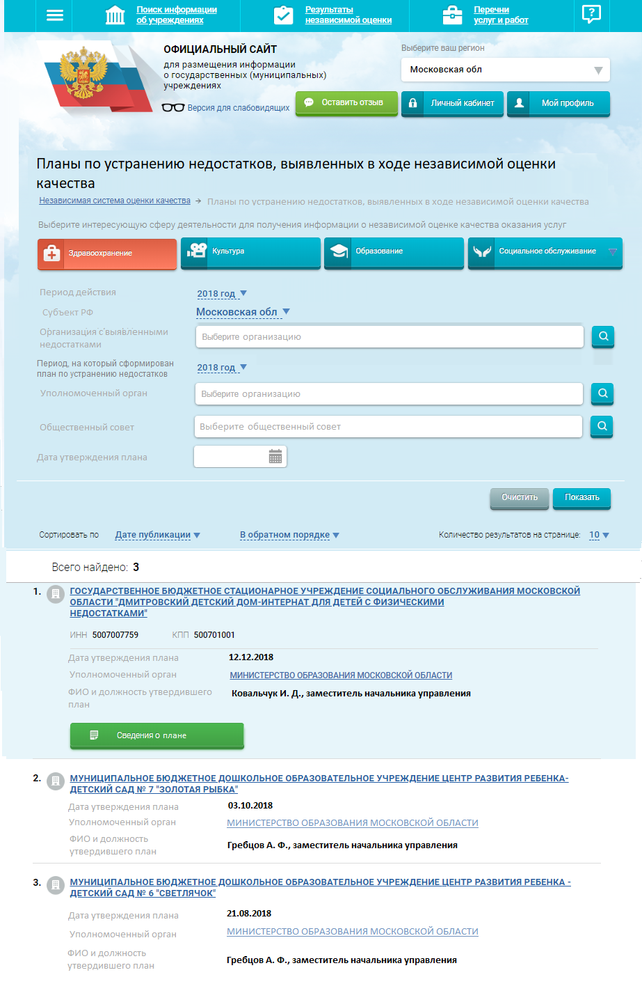 Поиск информации
об учреждениях
Результаты
независимой оценки
Перечни
услуг и работ
?
ОФИЦИАЛЬНЫЙ САЙТ
для размещения информации
о государственных (муниципальных)
учреждениях
Версия для слабовидящих
Выберите ваш регион
Московская обл
Оставить отзыв
Личный кабинет
Мой профиль
Планы по устранению недостатков, выявленных в ходе независимой оценки
качества
Независимая система оценки качества → Планы по устранению недостатков, выявленных в ходе независимой оценки качества
Выберите интересующую сферу деятельности для получения информации о независимой оценке качества оказания услуг
Здравоохранение
Культура
Образование
Социальное обслуживание
Период действия 2018 год
Субъект РФ Московская обл
Организация с выявленными
недостатками
Выберите организацию
Период, на который сформирован
план по устранению недостатков
2018 год
Уполномоченный орган Выберите организацию
Общественный совет Выберите общественный совет
Дата утверждения плана
Очистить Показать
Сортировать по Дате публикации В обратном порядке Количество результатов на странице: 10
Всего найдено: 3
1. ГОСУДАРСТВЕННОЕ БЮДЖЕТНОЕ СТАЦИОНАРНОЕ УЧРЕЖДЕНИЕ СОЦИАЛЬНОГО ОБСЛУЖИВАНИЯ МОСКОВСКОЙ
ОБЛАСТИ "ДМИТРОВСКИЙ ДЕТСКИЙ ДОМ-ИНТЕРНАТ ДЛЯ ДЕТЕЙ С ФИЗИЧЕСКИМИ
НЕДОСТАТКАМИ"
ИНН 5007007759 КПП 500701001
Дата утверждения плана 12.12.2018
Уполномоченный орган МИНИСТЕРСТВО ОБРАЗОВАНИЯ МОСКОВСКОЙ ОБЛАСТИ
ФИО и должность утвердившего
план
Ковальчук И. Д., заместитель начальника управления
Сведения о плане
2. МУНИЦИПАЛЬНОЕ БЮДЖЕТНОЕ ДОШКОЛЬНОЕ ОБРАЗОВАТЕЛЬНОЕ УЧРЕЖДЕНИЕ ЦЕНТР РАЗВИТИЯ РЕБЕНКА-
ДЕТСКИЙ САД № 7 "ЗОЛОТАЯ РЫБКА"
Дата утверждения плана 03.10.2018
Уполномоченный орган МИНИСТЕРСТВО ОБРАЗОВАНИЯ МОСКОВСКОЙ ОБЛАСТИ
ФИО и должность
утвердившего план
Гребцов А. Ф., заместитель начальника управления
3. МУНИЦИПАЛЬНОЕ БЮДЖЕТНОЕ ДОШКОЛЬНОЕ ОБРАЗОВАТЕЛЬНОЕ УЧРЕЖДЕНИЕ ЦЕНТР РАЗВИТИЯ РЕБЕНКА -
ДЕТСКИЙ САД № 6 "СВЕТЛЯЧОК"
Дата утверждения плана 21.08.2018
Уполномоченный орган МИНИСТЕРСТВО ОБРАЗОВАНИЯ МОСКОВСКОЙ ОБЛАСТИ
ФИО и должность
утвердившего план
Гребцов А. Ф., заместитель начальника управления